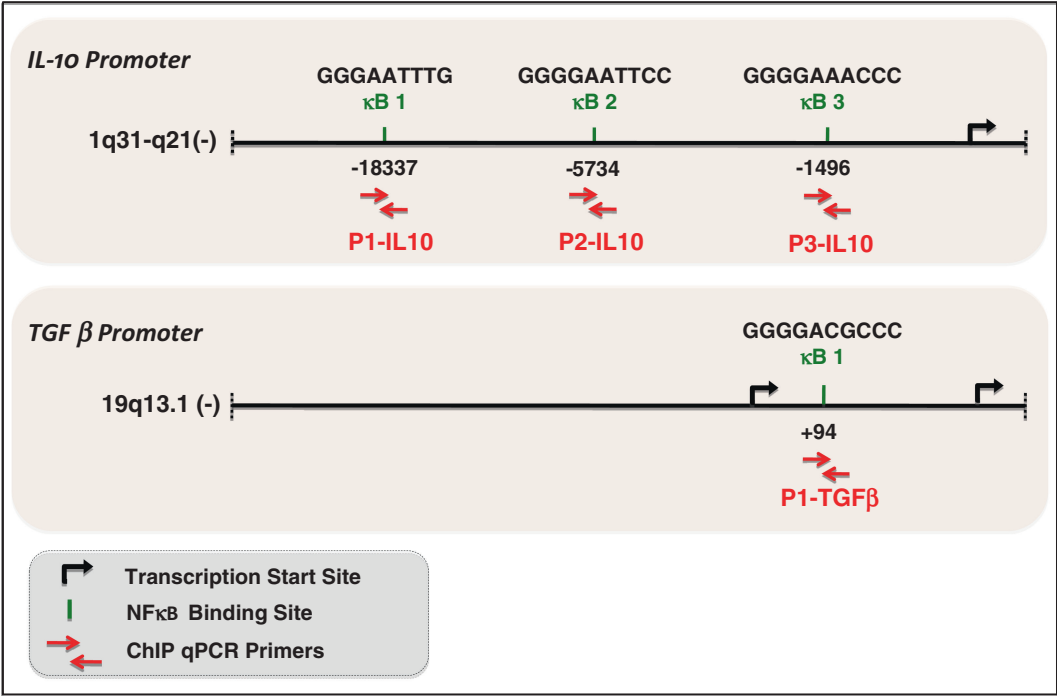 IL-10 Promoter
GGGAATTTG GGGGAATTCC GGGGAAACCC
κB 1 κB 2 κB 3
1q31-q21(-)
-18337 -5734 -1496
P1-IL10 P2-IL10 P3-IL10
TGF β Promoter
GGGGACGCCC
κB 1
19q13.1 (-)
+94
P1-TGFβ
Transcription Start Site
NFκB Binding Site
ChIP qPCR Primers